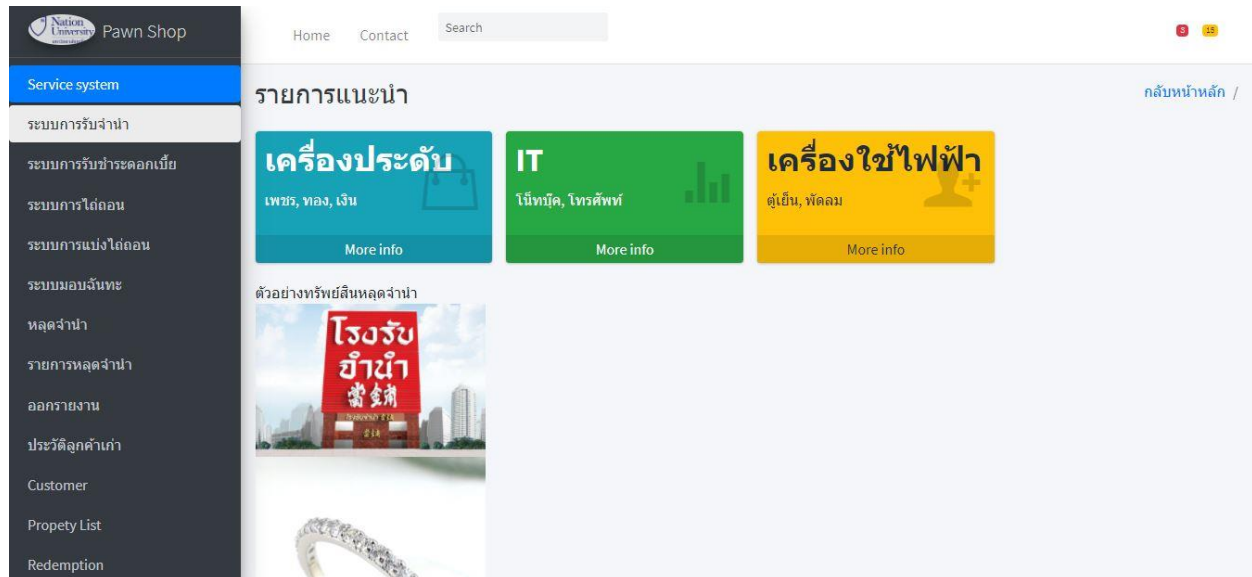 Nation
University
Pawn Shop
Home
Contact
Search
3
15
Service system
ระบบการรับจำนำ
ระบบการรับชำระดอกเบี้ย
ระบบการไถ่ถอน
ระบบการแบ่งไถ่ถอน
ระบบมอบฉันทะ
หลุดจำนำ
รายการหลุดจำนำ
ออกรายงาน
ประวัติลูกค้าเก่า
Customer
Propety List
Redemption
รายการแนะนำ
กลับหน้าหลัก /
เครื่องประดับ
เพชร, ทอง, เงิน
More info
IT
โน็ทบุ๊ค, โทรศัพท์
More info
เครื่องใช้ไฟฟ้า
ตู้เย็น, พัดลม
More info
ตัวอย่างทรัพย์สินหลุดจำนำ
โรงรับ
จำนำ
當鋪